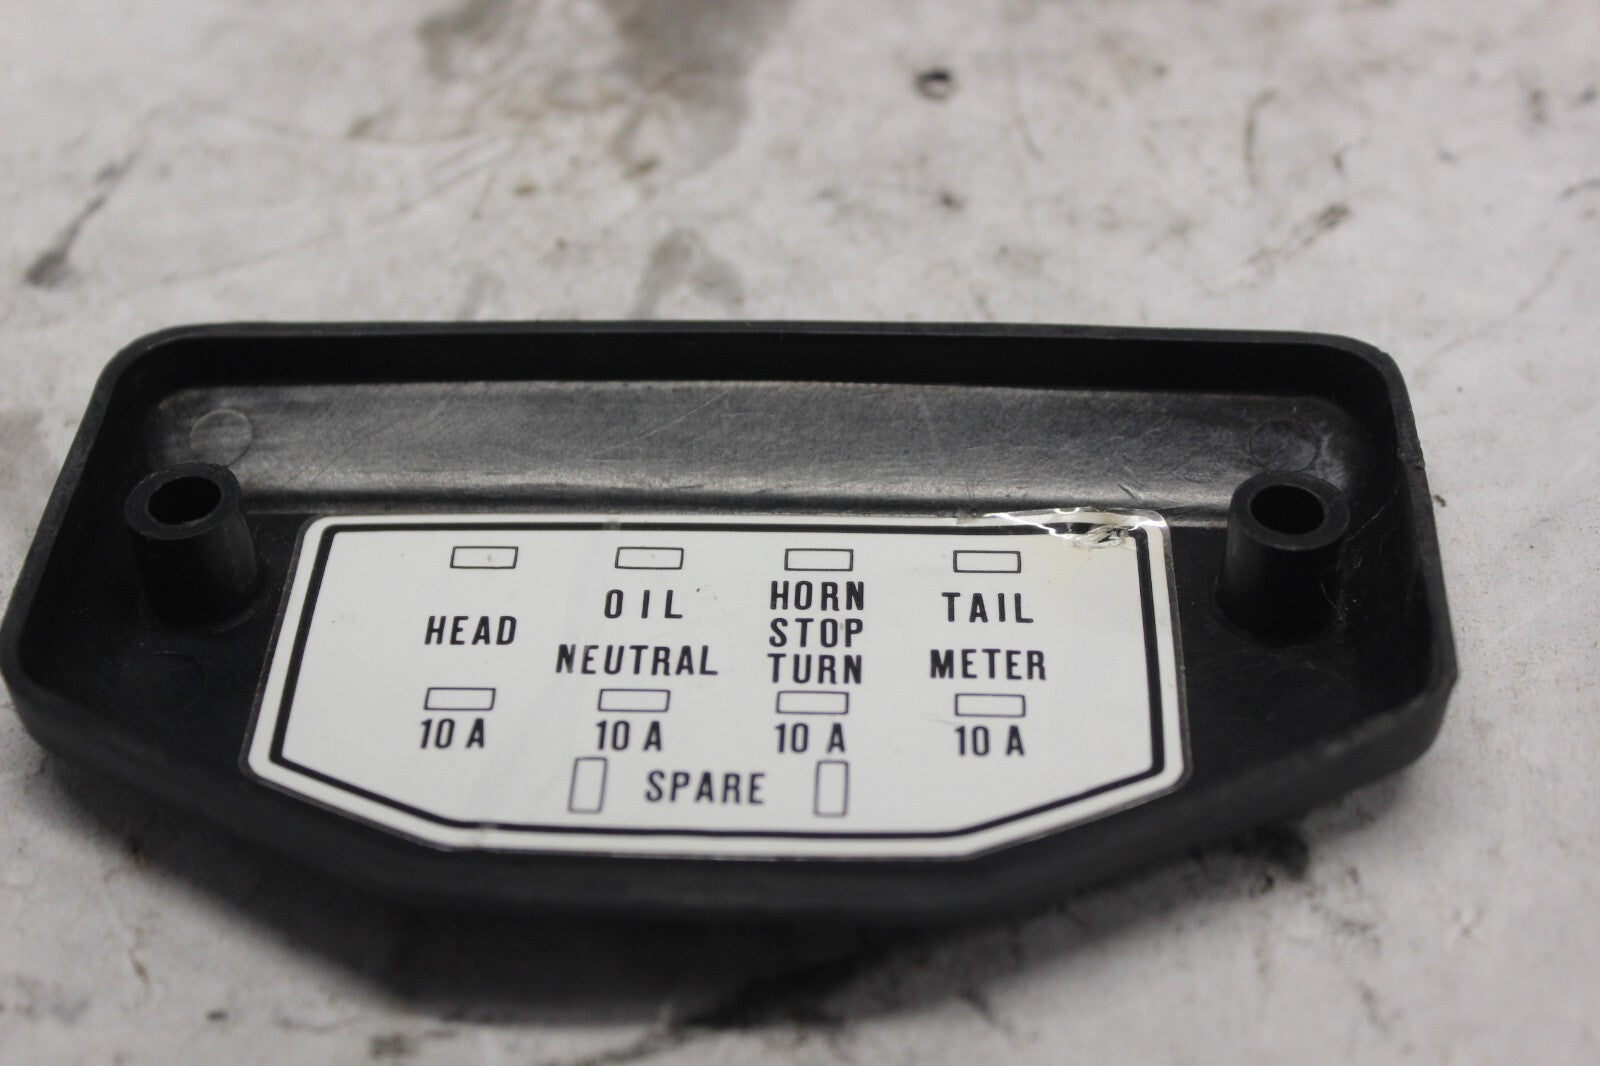 HEAD
OIL
NEUTRAL
HORN
STOP
TURN
TAIL
METER
10 A
10 A
10 A
10 A
SPARE